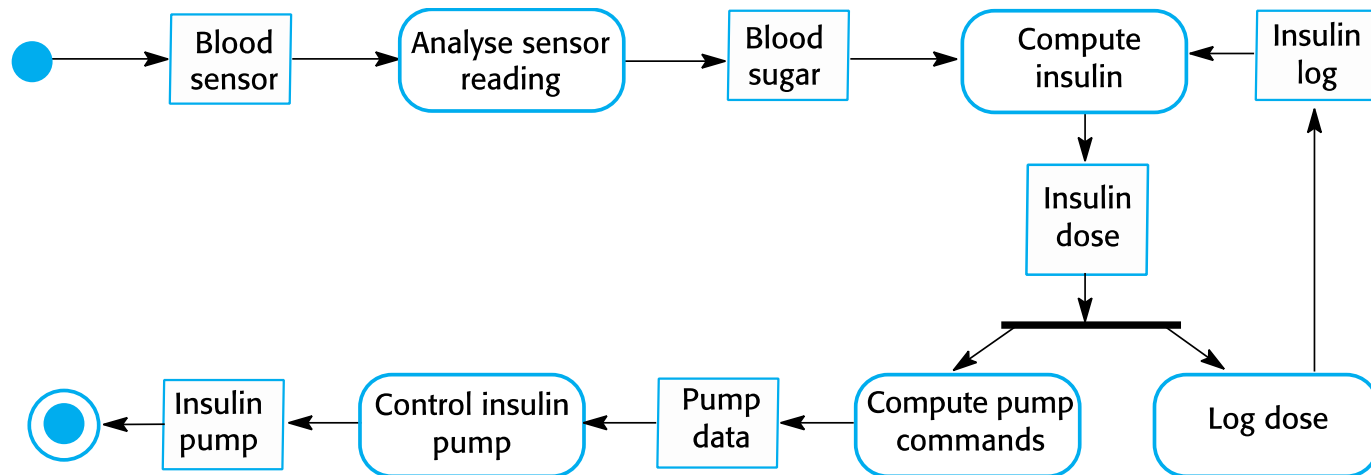 Blood
sensor
Analyse sensor
reading
Blood
sugar
Compute
insulin
Insulin
log
Insulin
dose
Insulin
pump
Control insulin
pump
Pump
data
Compute pump
commands
Log dose